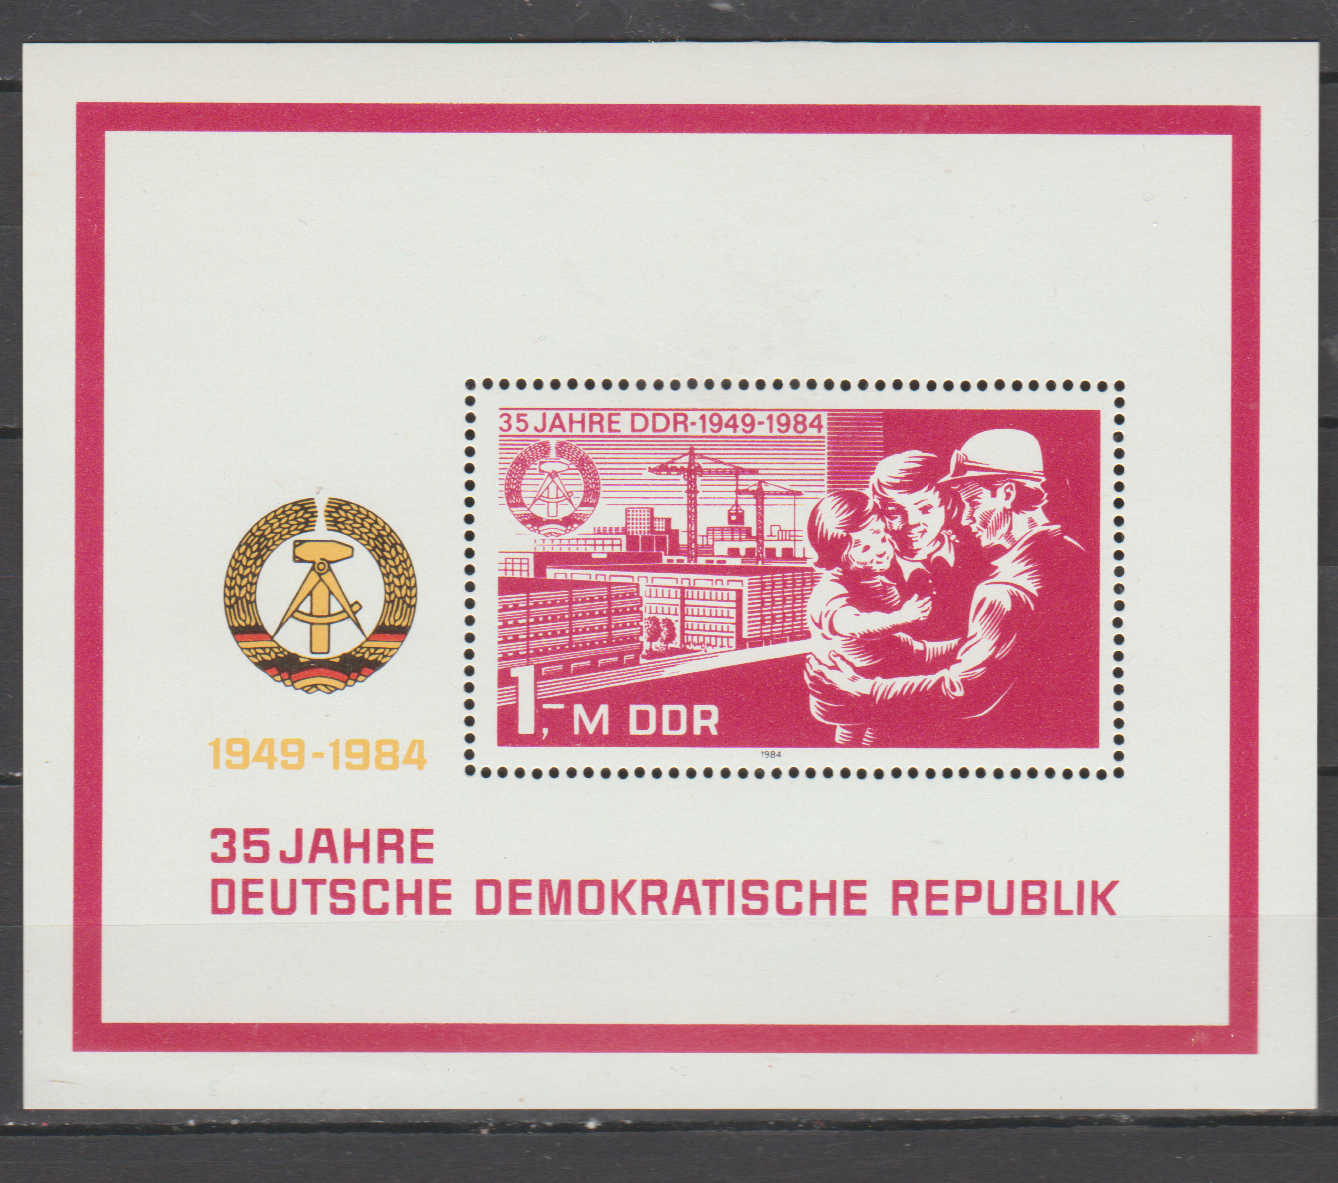 35 JAHRE DDR-1949-1984
1,- M DDR
1984
1949-1984
35 JAHRE
DEUTSCHE DEMOKRATISCHE REPUBLIK